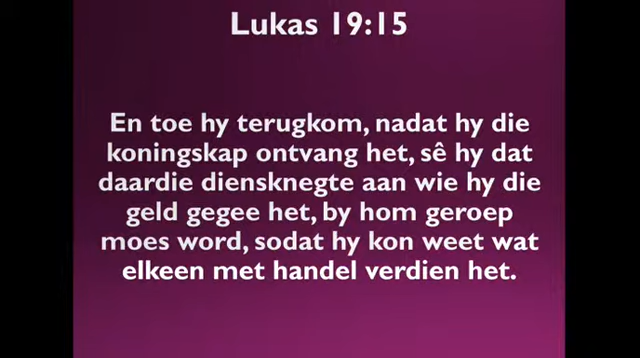 Lukas 19:15
En toe hy terugkom, nadat hy die
koningskap ontvang het, sê hy dat
daardie diensknegte aan wie hy die
geld gegee het, by hom geroep
moes word, sodat hy kon weet wat
elkeen met handel verdien het.